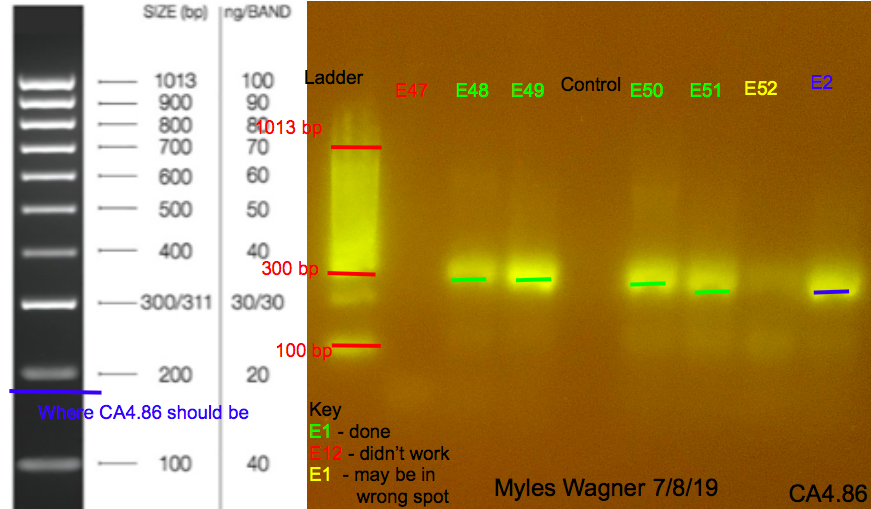 SIZE (bp) ng/BAND
1013 100
900 90
800 80
700 70
600 60
500 50
400 40
300/311 30/30
200 20
100 40
Where CA4.86 should be
Ladder
E47
E48
E49
Control
E50
E51
E52
E2
1013 bp
300 bp
100 bp
Key
E1 - done
E12 - didn't work
E1 - may be in
wrong spot
Myles Wagner 7/8/19
CA4.86